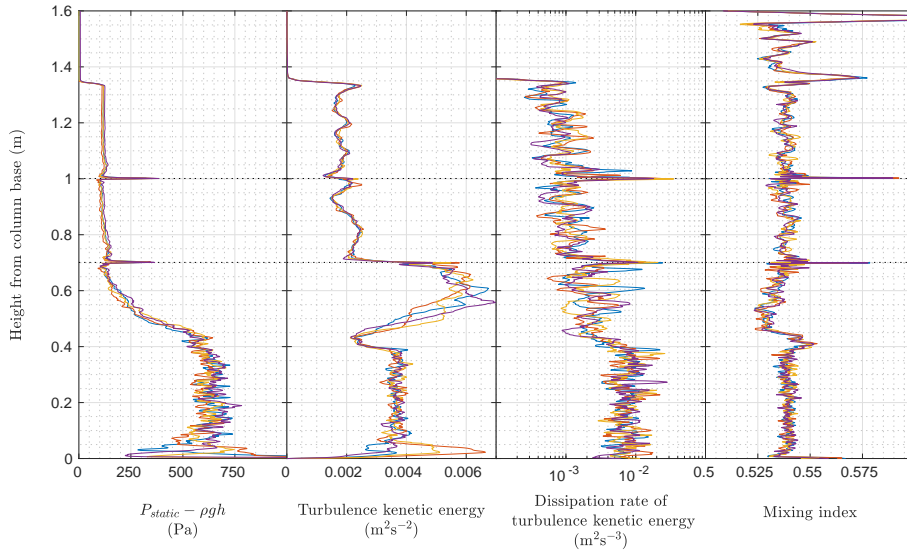 1.6
1.4
1.2
1
0.8
0.6
0.4
0.2
0
Height from column base (m)
0 250 500 750 0 0.002 0.004 0.006 10⁻³ 10⁻² 0.5 0.525 0.55 0.575
P_static − ρgh
(Pa)
Turbulence kenetic energy
(m²s⁻²)
Dissipation rate of
turbulence kenetic energy
(m²s⁻³)
Mixing index